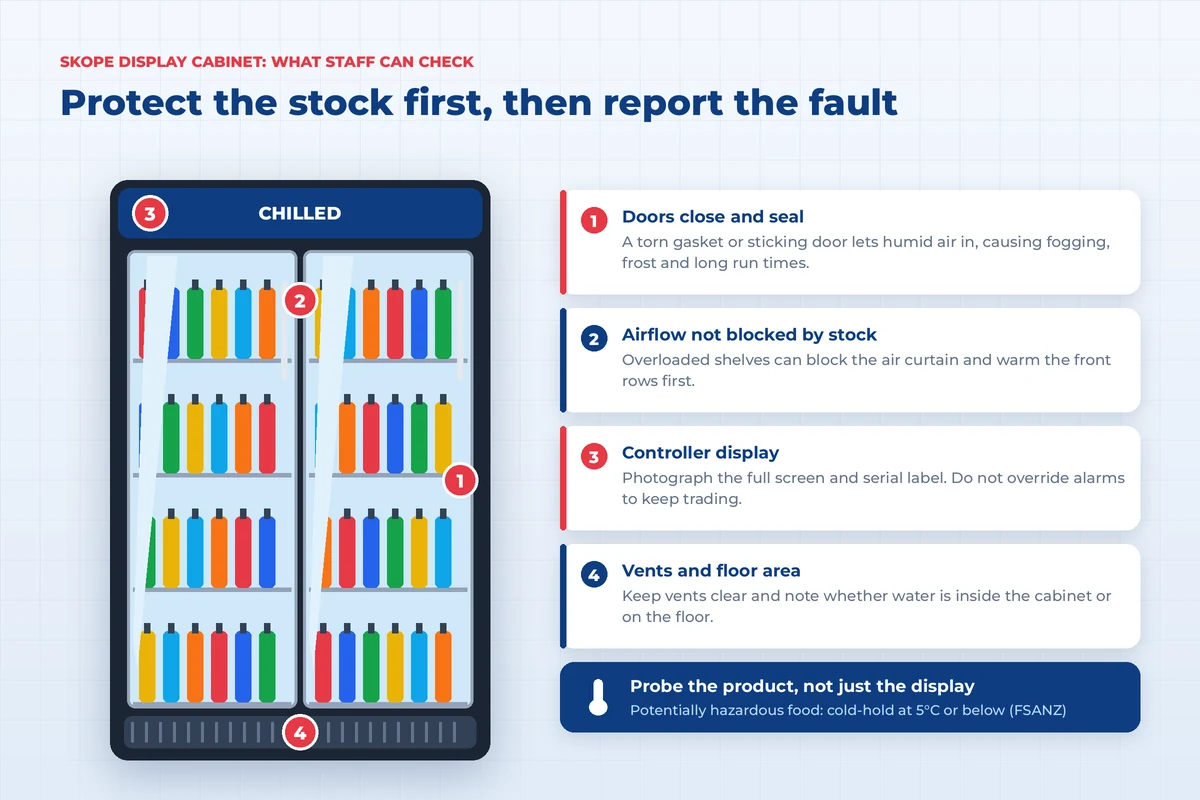 SKOPE DISPLAY CABINET: WHAT STAFF CAN CHECK
Protect the stock first, then report the fault
3
CHILLED
2
1
4
1
Doors close and seal
A torn gasket or sticking door lets humid air in, causing fogging,
frost and long run times.
2
Airflow not blocked by stock
Overloaded shelves can block the air curtain and warm the front
rows first.
3
Controller display
Photograph the full screen and serial label. Do not override alarms
to keep trading.
4
Vents and floor area
Keep vents clear and note whether water is inside the cabinet or
on the floor.
Probe the product, not just the display
Potentially hazardous food: cold-hold at 5°C or below (FSANZ)